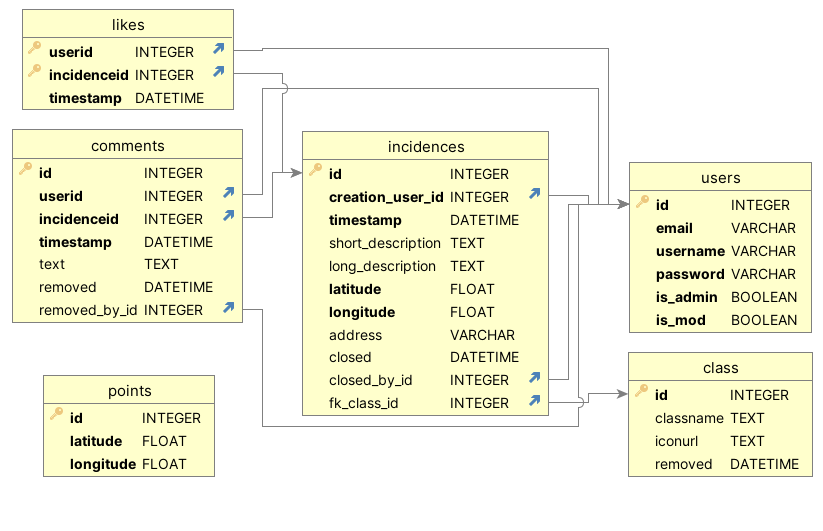 likes
userid INTEGER
incidenceid INTEGER
timestamp DATETIME
comments
id INTEGER
userid INTEGER
incidenceid INTEGER
timestamp DATETIME
text TEXT
removed DATETIME
removed_by_id INTEGER
points
id INTEGER
latitude FLOAT
longitude FLOAT
incidences
id INTEGER
creation_user_id INTEGER
timestamp DATETIME
short_description TEXT
long_description TEXT
latitude FLOAT
longitude FLOAT
address VARCHAR
closed DATETIME
closed_by_id INTEGER
fk_class_id INTEGER
users
id INTEGER
email VARCHAR
username VARCHAR
password VARCHAR
is_admin BOOLEAN
is_mod BOOLEAN
class
id INTEGER
classname TEXT
iconurl TEXT
removed DATETIME